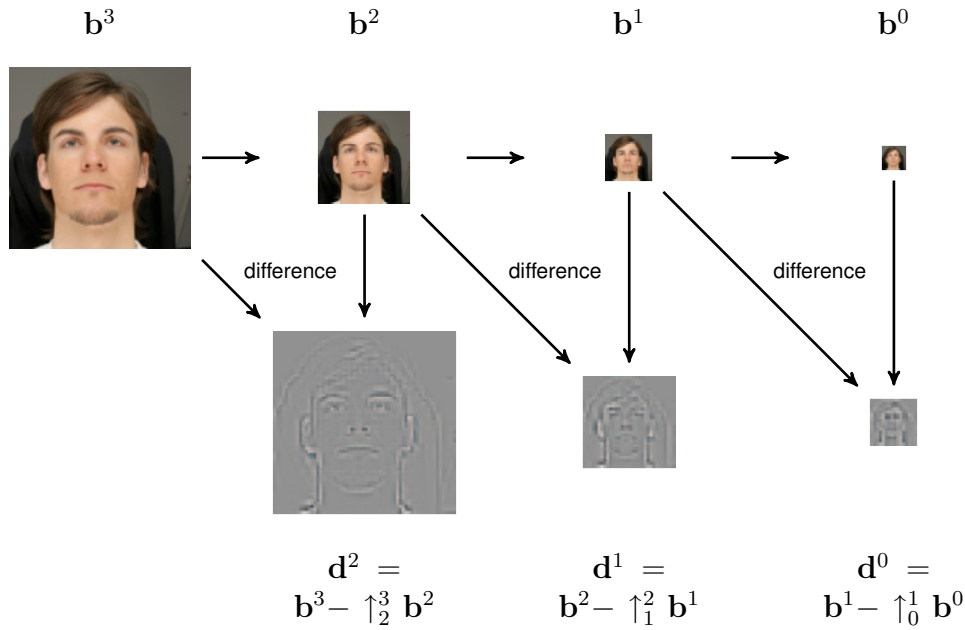 b³ b² b¹ b⁰
difference difference difference
d² = d¹ = d⁰ =
b³− ↑³₂ b² b²− ↑²₁ b¹ b¹− ↑¹₀ b⁰